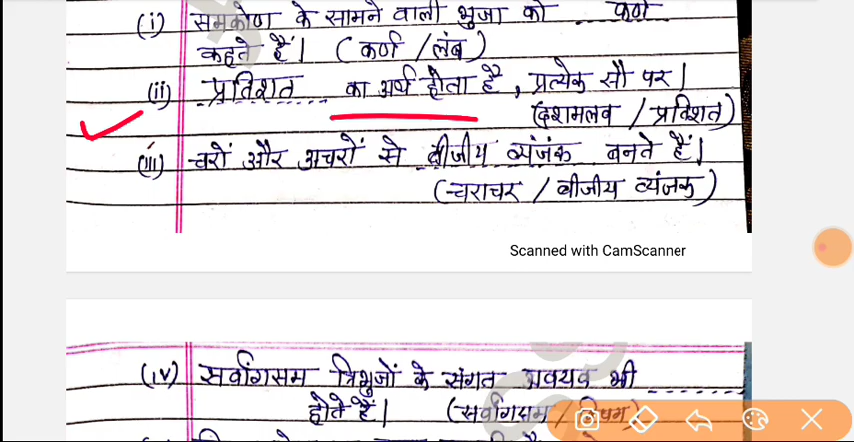 (i) समकोण के सामने वाली भुजा को कर्ण
कहते हैं। (कर्ण / लंब)
(ii) प्रतिशत का अर्थ होता है, प्रत्येक सौ पर।
(दशमलव / प्रतिशत)
(iii) चरों और अचरों से बीजीय व्यंजंक बनते हैं।
(चराचर / बीजीय व्यंजक)
Scanned with CamScanner
(iv) सर्वांगसम त्रिभुजों के संगत अवयव भी
होते हैं। (सर्वांगसम / विषम)